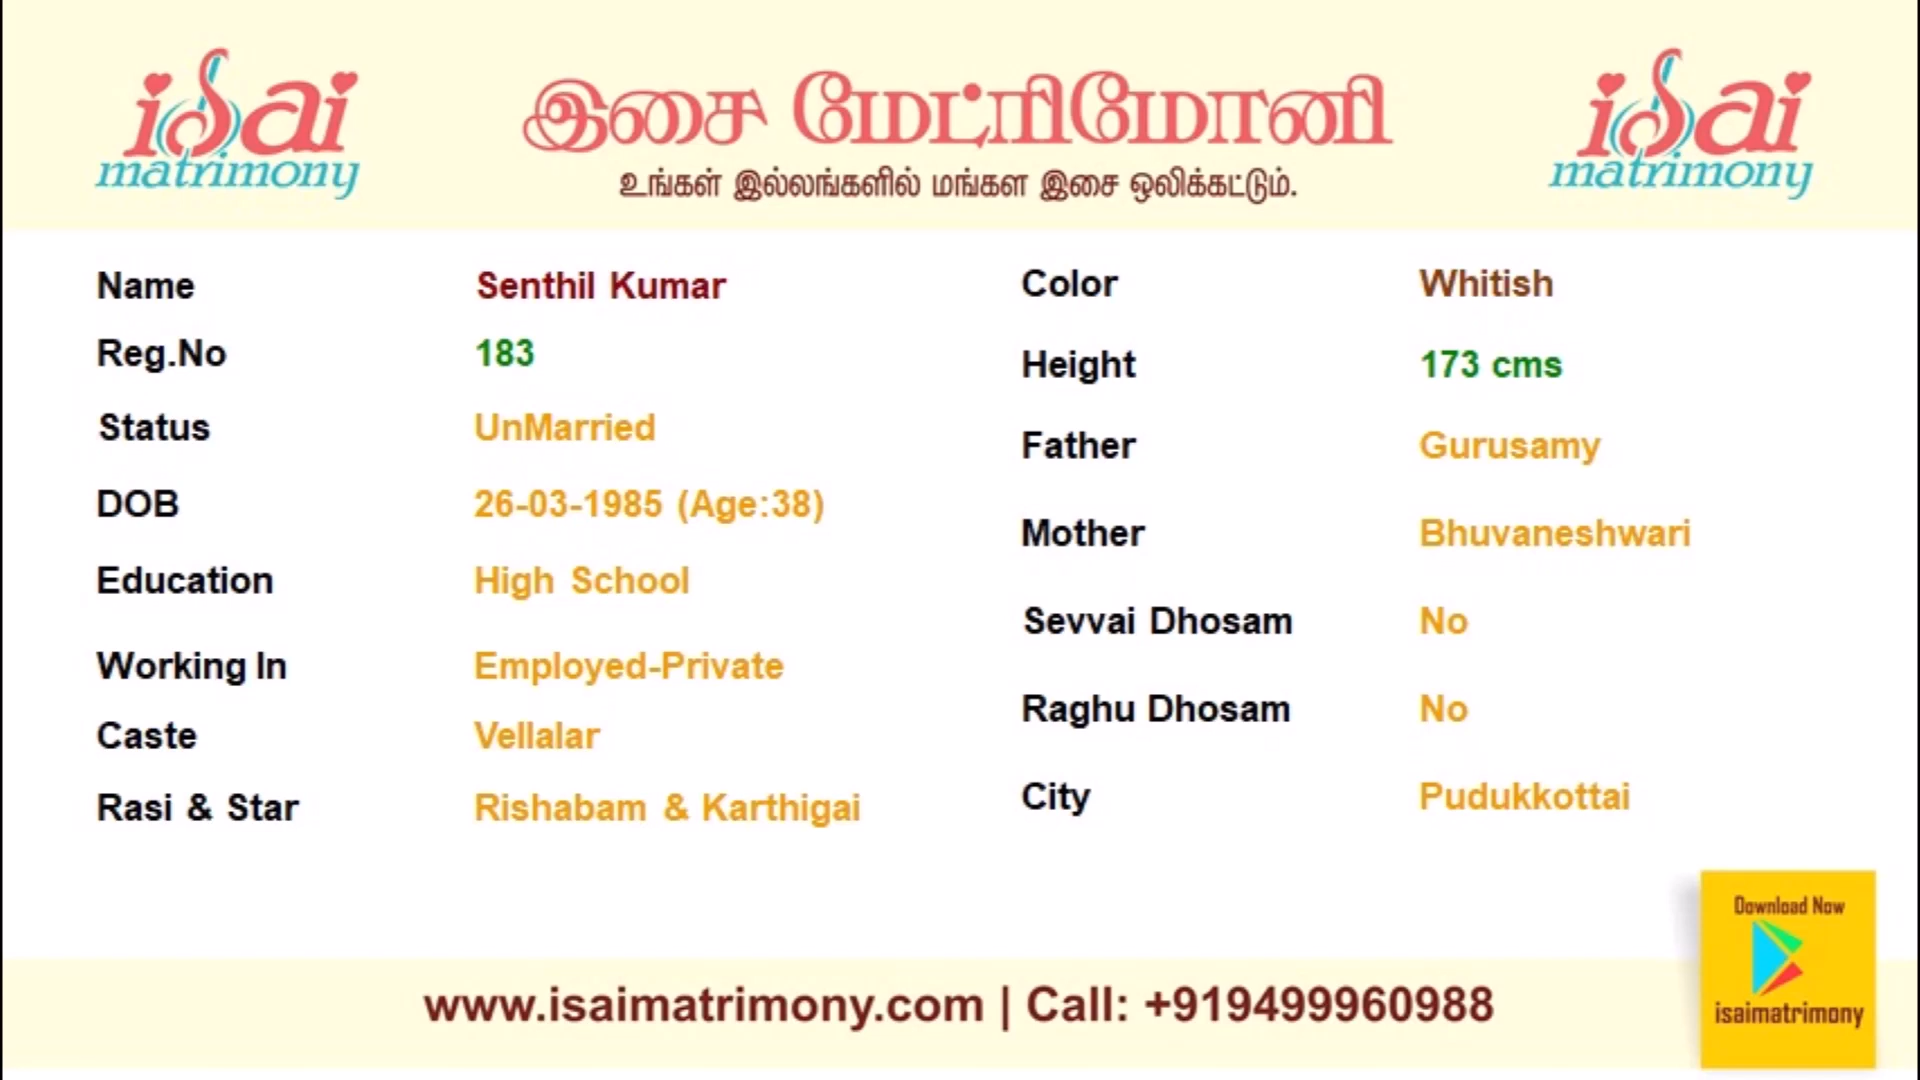 isai
matrimony
இசை மேட்ரிமோனி
உங்கள் இல்லங்களில் மங்கள இசை ஒலிக்கட்டும்.
isai
matrimony
Name Senthil Kumar
Reg.No 183
Status UnMarried
DOB 26-03-1985 (Age:38)
Education High School
Working In Employed-Private
Caste Vellalar
Rasi & Star Rishabam & Karthigai
Color Whitish
Height 173 cms
Father Gurusamy
Mother Bhuvaneshwari
Sevvai Dhosam No
Raghu Dhosam No
City Pudukkottai
Download Now
isaimatrimony
www.isaimatrimony.com | Call: +919499960988